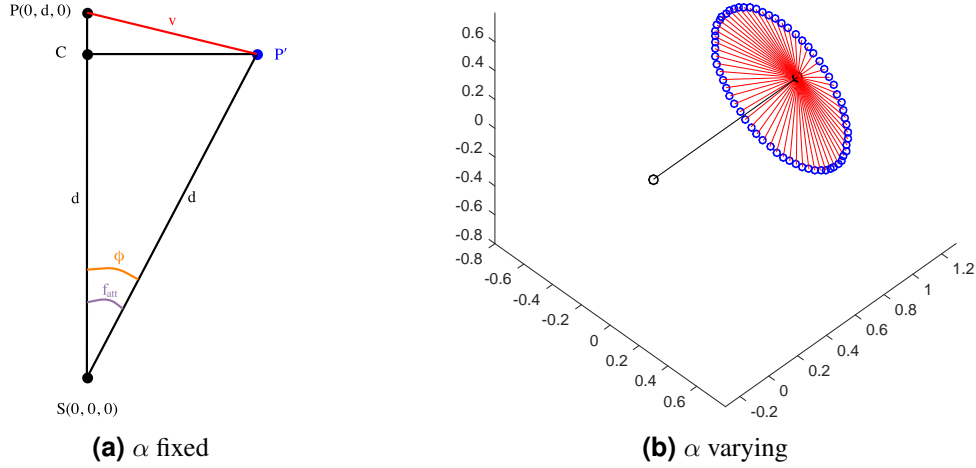 P(0, d, 0)
v
C
P′
d
d
ϕ
f_att
S(0, 0, 0)
(a) α fixed
0.6
0.4
0.2
0
-0.2
-0.4
-0.6
-0.8
-0.8
-0.6
-0.4
-0.2
0
0.2
0.4
0.6
-0.2
0
0.2
0.4
0.6
0.8
1
1.2
(b) α varying